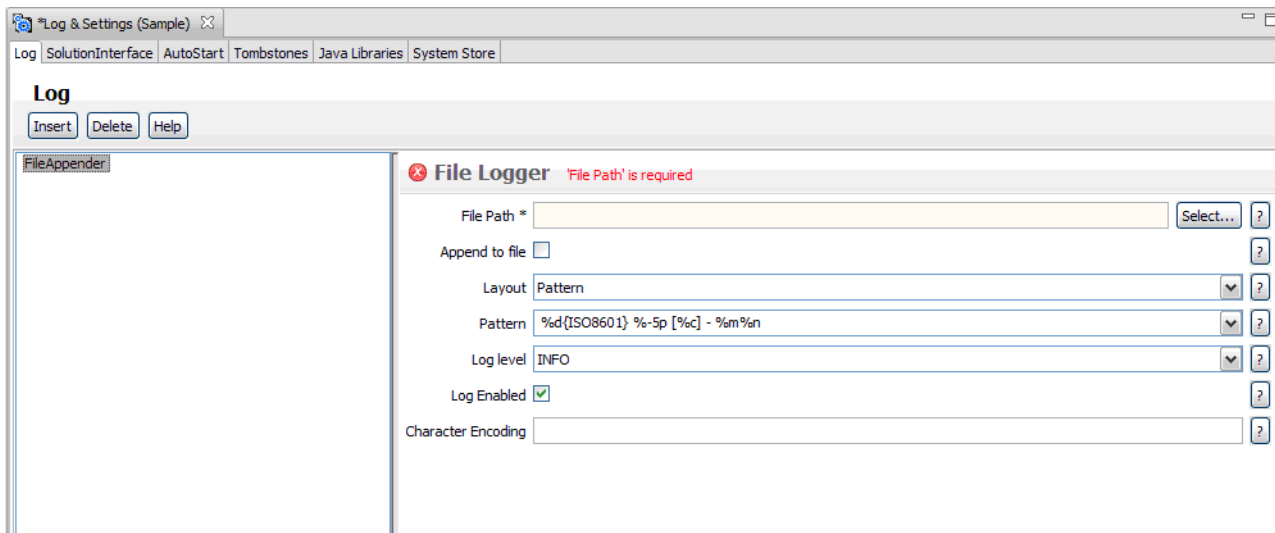 *Log & Settings (Sample)
Log SolutionInterface AutoStart Tombstones Java Libraries System Store
Log
Insert Delete Help
FileAppender
File Logger 'File Path' is required
File Path * Select... ?
Append to file ?
Layout Pattern ?
Pattern %d{ISO8601} %-5p [%c] - %m%n ?
Log level INFO ?
Log Enabled ?
Character Encoding ?